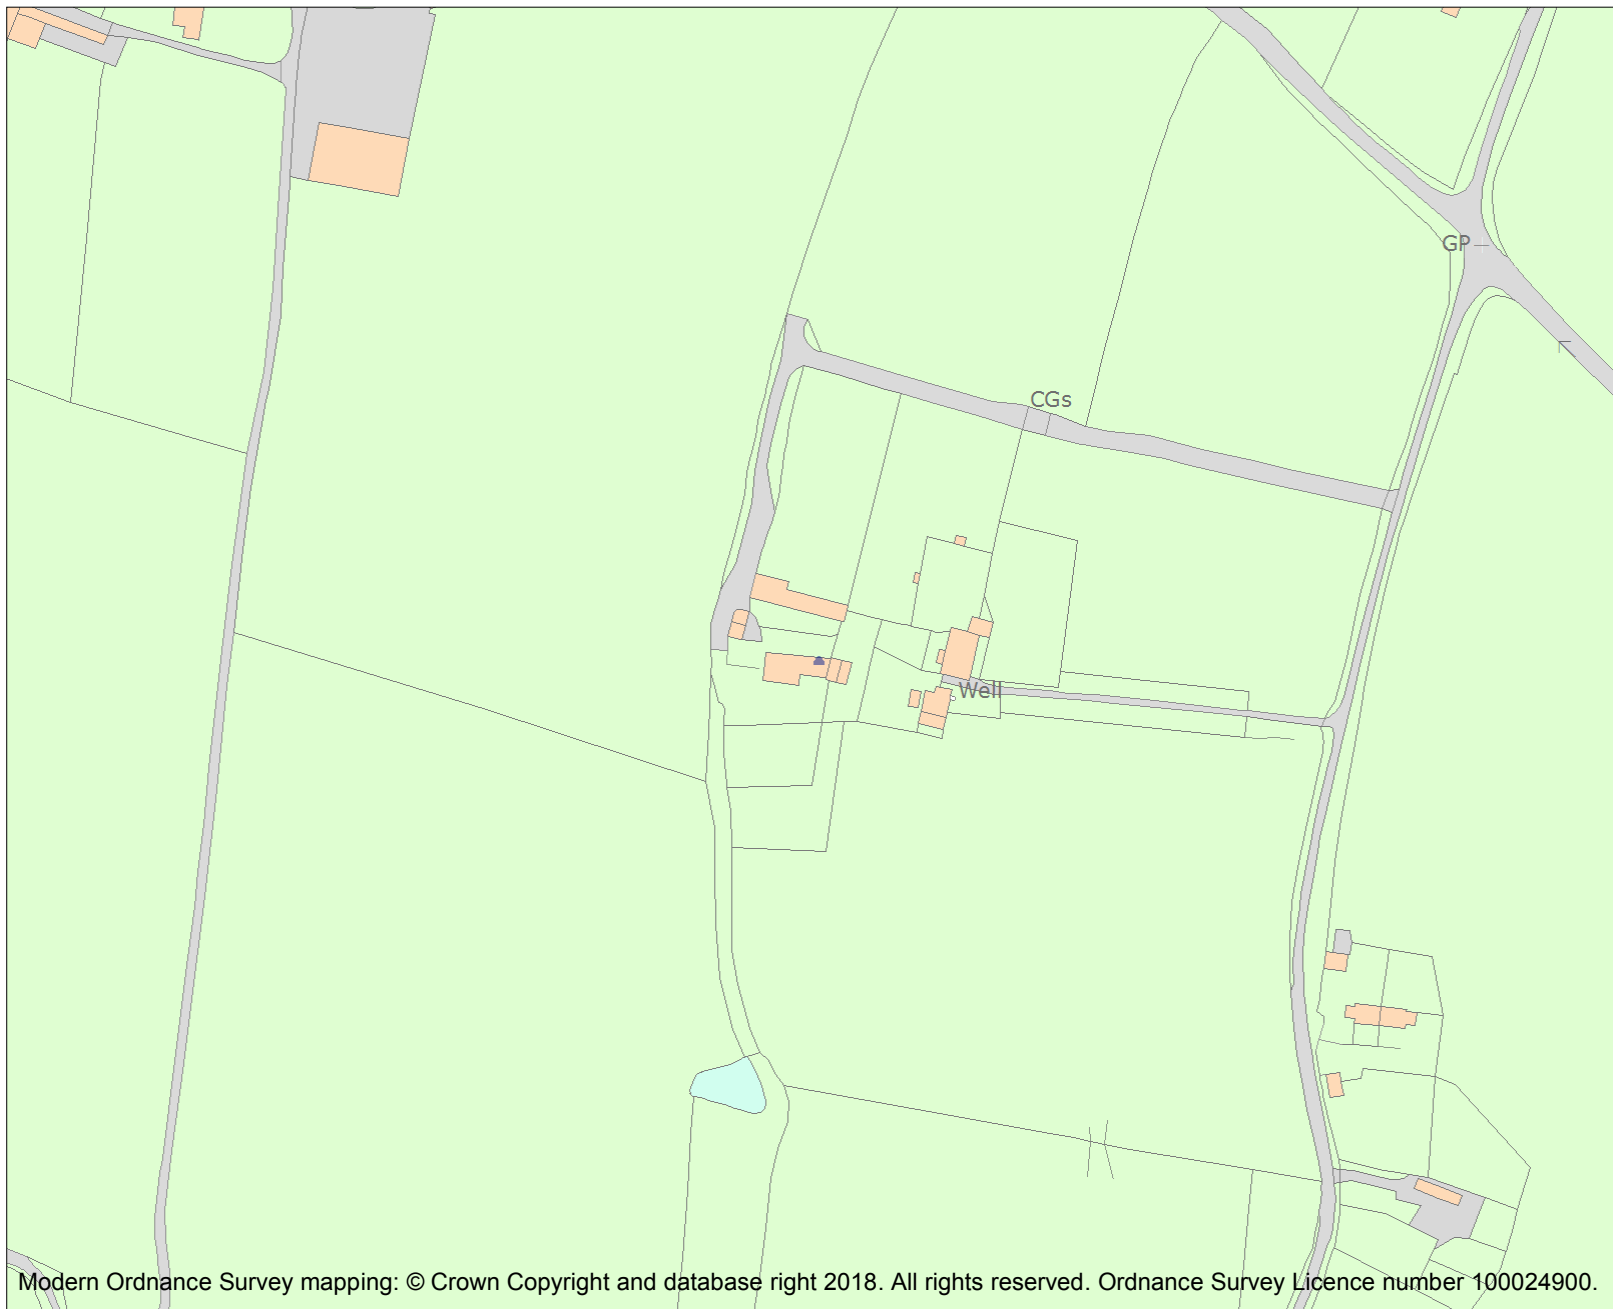 GP
CGs
Well
Modern Ordnance Survey mapping: © Crown Copyright and database right 2018. All rights reserved. Ordnance Survey Licence number 100024900.